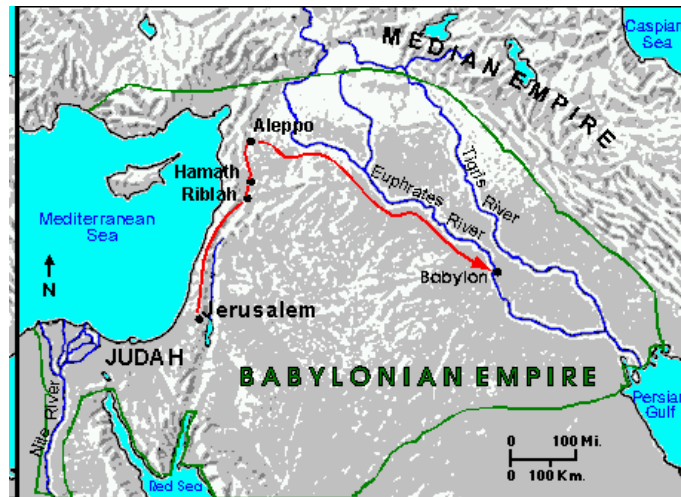 Caspian
Sea
MEDIAN EMPIRE
Aleppo
Hamath
Riblah
Tigris
River
Euphrates
River
Mediterranean
Sea
N
Babylon
Jerusalem
JUDAH
BABYLONIAN EMPIRE
Nile River
Persian
Gulf
0 100 Mi.
0 100 Km.
Red Sea